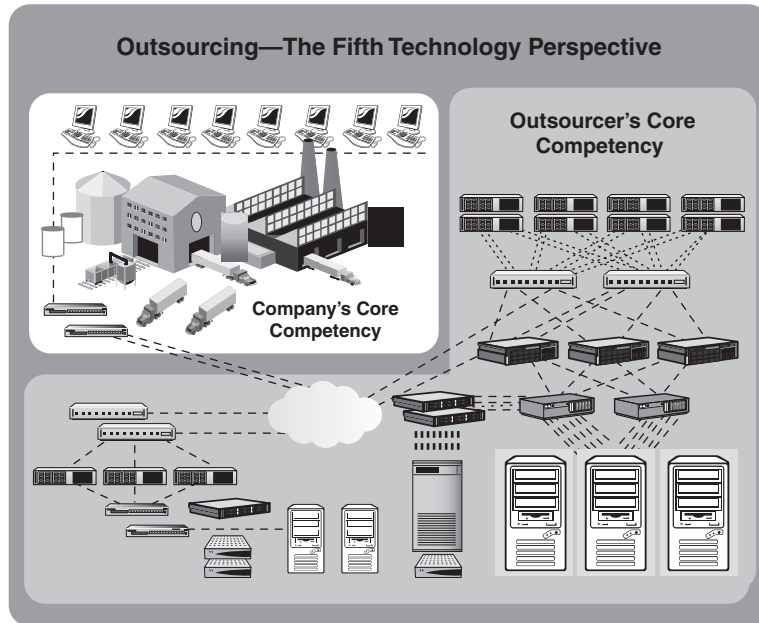 Outsourcing—The Fifth Technology Perspective
Outsourcer's Core
Competency
Company's Core
Competency